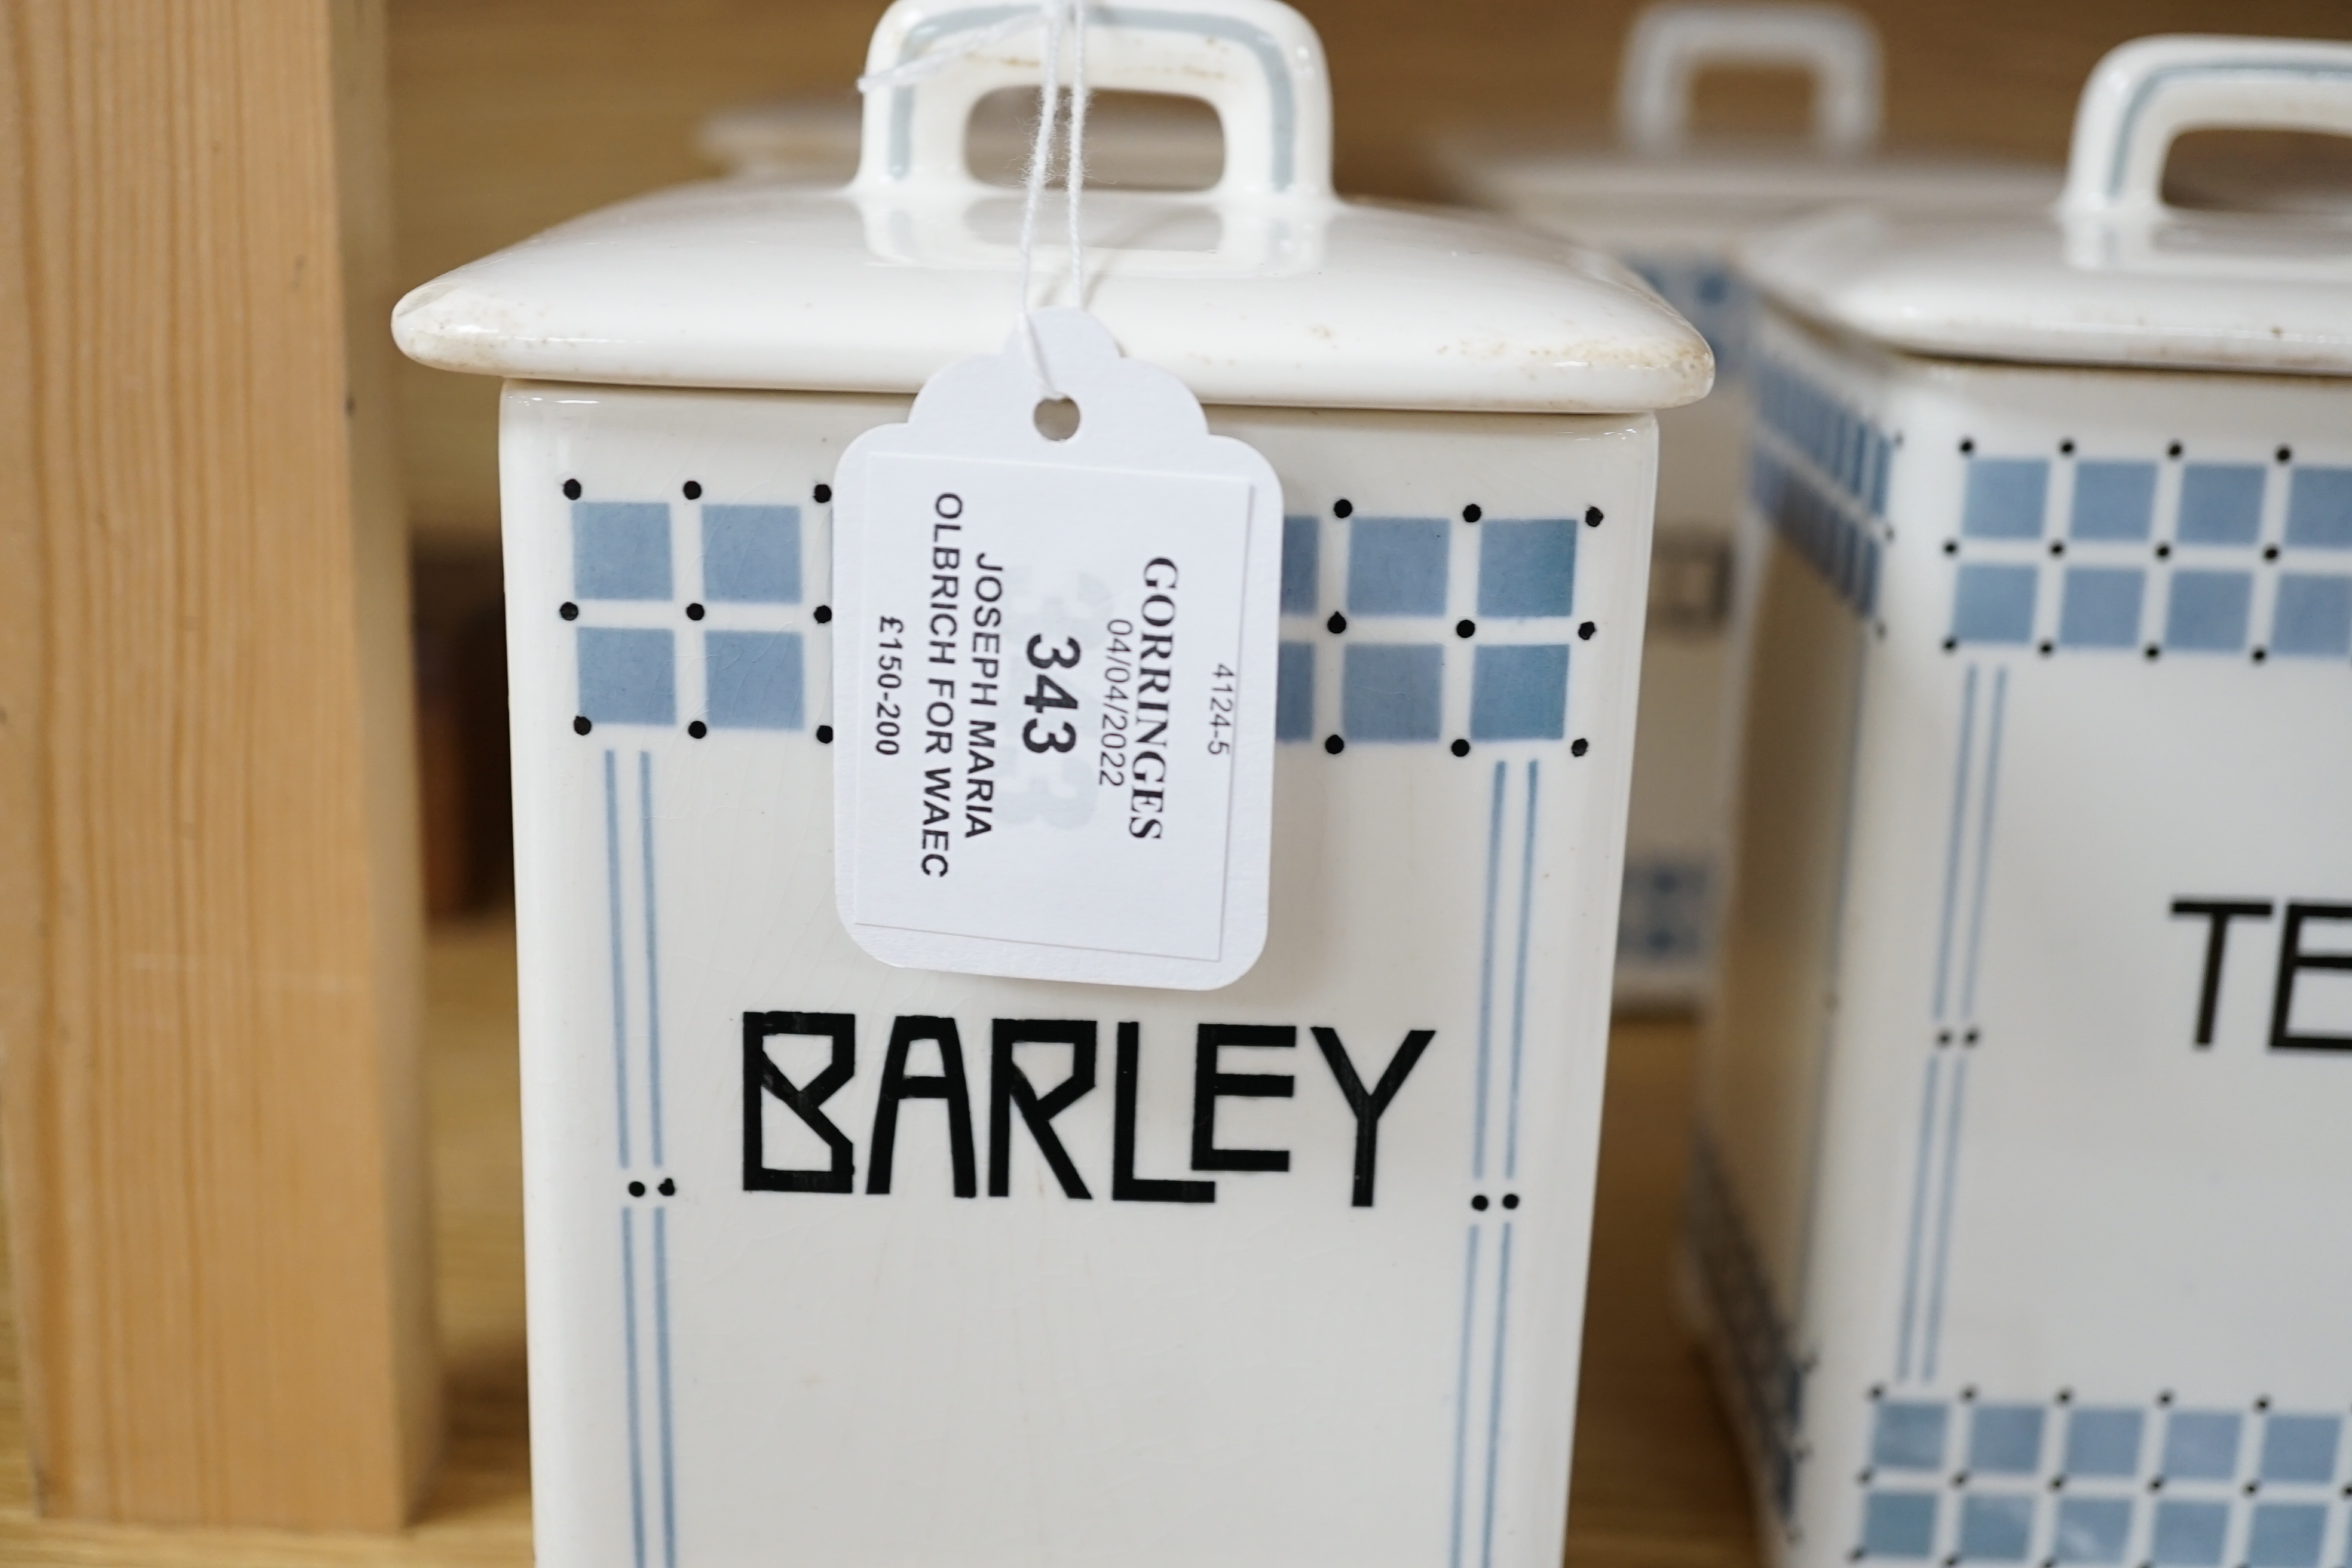 4124-5
GORRINGES
04/04/2022
343
JOSEPH MARIA
OLBRICH FOR WAEC
£150-200
BARLEY
TE